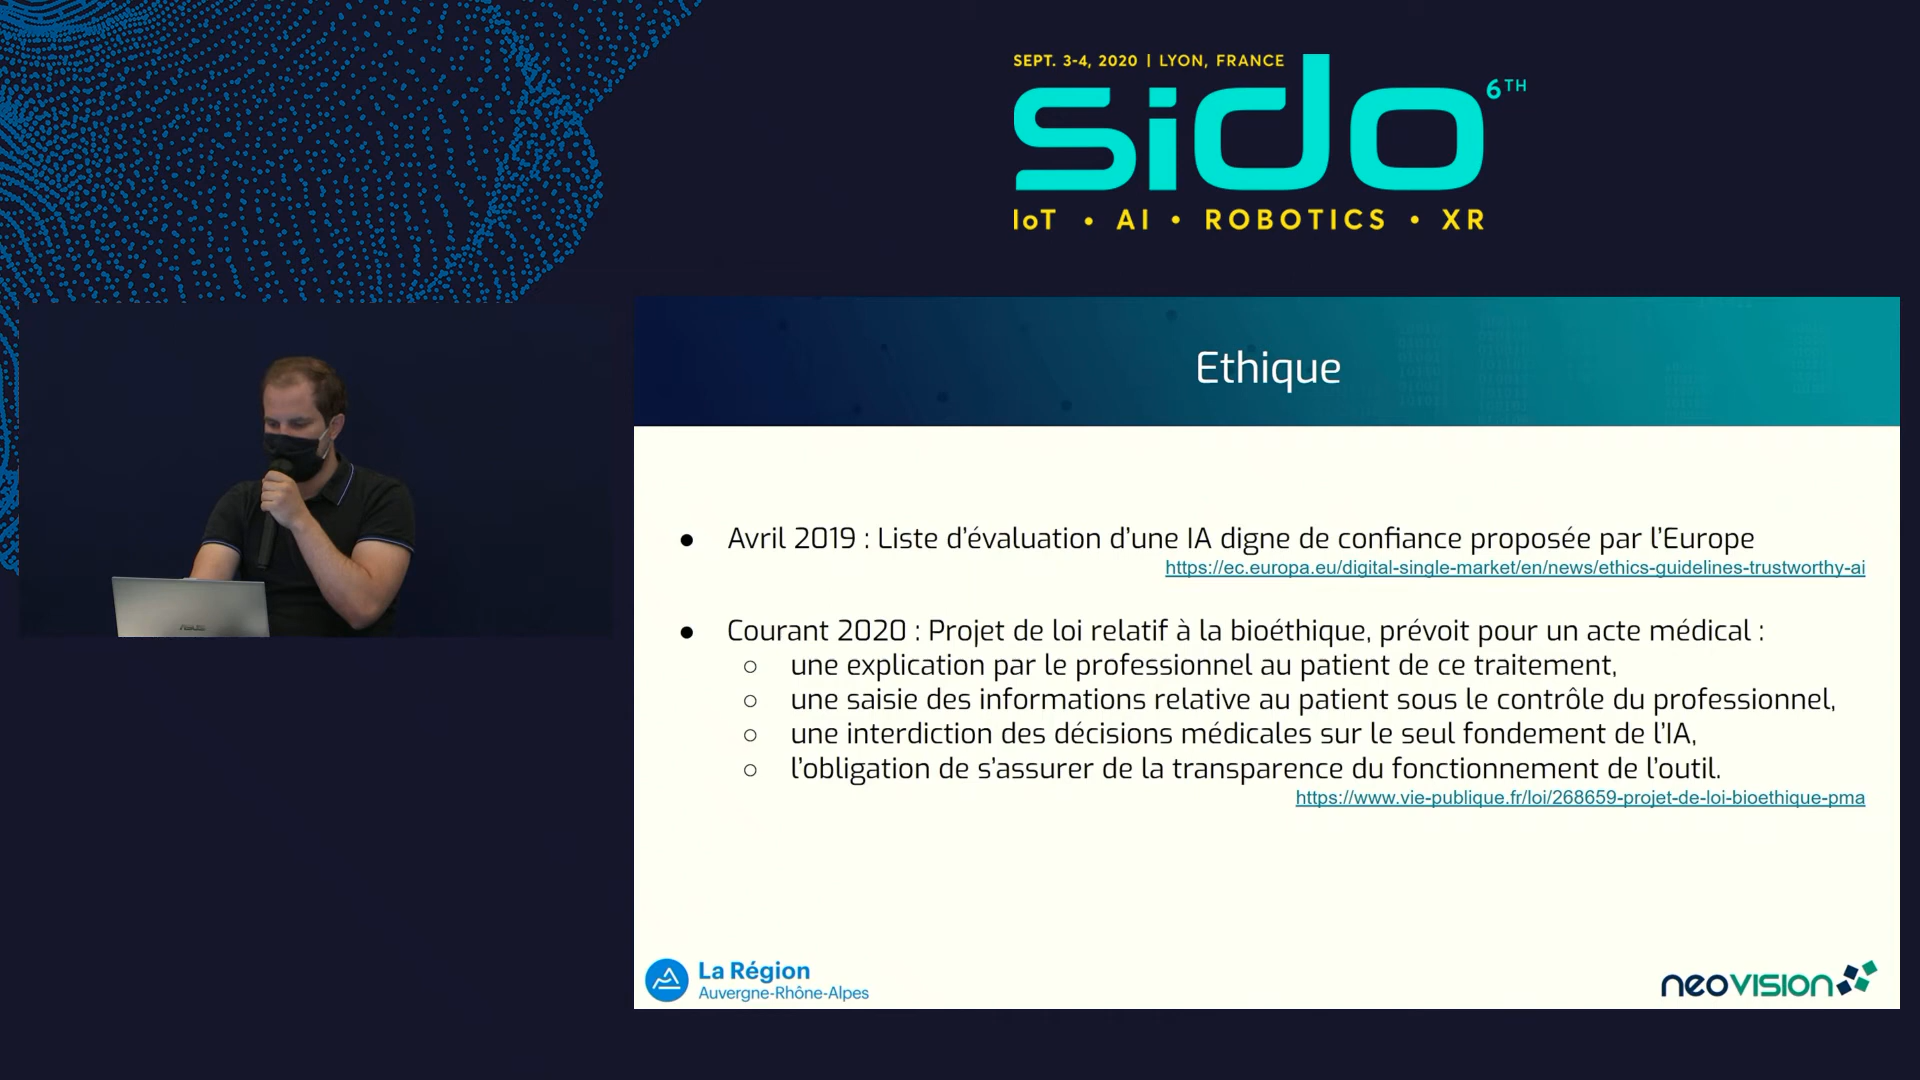 SEPT. 3-4, 2020 | LYON, FRANCE
sido 6TH
IoT • AI • ROBOTICS • XR
Ethique
● Avril 2019 : Liste d'évaluation d'une IA digne de confiance proposée par l'Europe
https://ec.europa.eu/digital-single-market/en/news/ethics-guidelines-trustworthy-ai
● Courant 2020 : Projet de loi relatif à la bioéthique, prévoit pour un acte médical :
○ une explication par le professionnel au patient de ce traitement,
○ une saisie des informations relative au patient sous le contrôle du professionnel,
○ une interdiction des décisions médicales sur le seul fondement de l'IA,
○ l'obligation de s'assurer de la transparence du fonctionnement de l'outil.
https://www.vie-publique.fr/loi/268659-projet-de-loi-bioethique-pma
ASUS
La Région
Auvergne-Rhône-Alpes
neovision